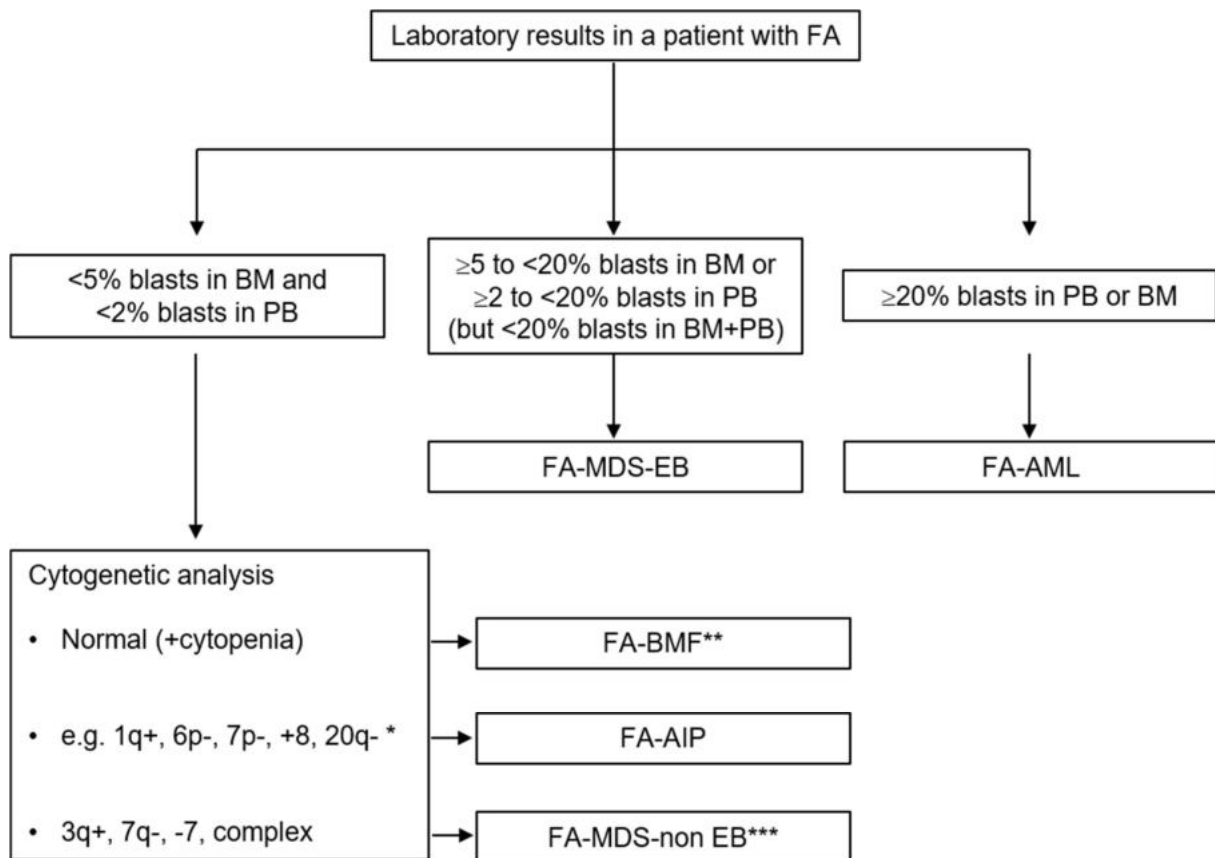 Laboratory results in a patient with FA
<5% blasts in BM and
<2% blasts in PB
≥5 to <20% blasts in BM or
≥2 to <20% blasts in PB
(but <20% blasts in BM+PB)
≥20% blasts in PB or BM
FA-MDS-EB
FA-AML
Cytogenetic analysis
• Normal (+cytopenia)
FA-BMF**
• e.g. 1q+, 6p-, 7p-, +8, 20q- *
FA-AIP
• 3q+, 7q-, -7, complex
FA-MDS-non EB***